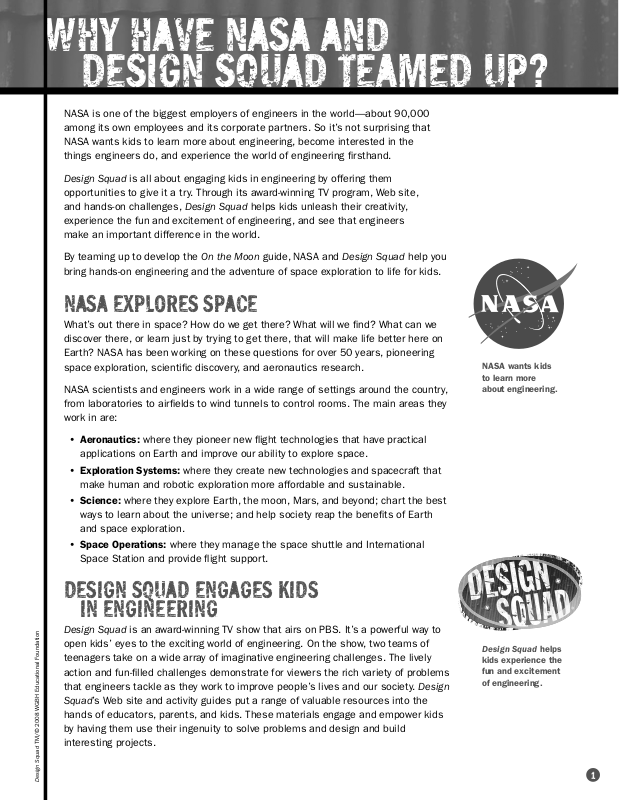 WHY HAVE NASA AND
DESIGN SQUAD TEAMED UP?
NASA is one of the biggest employers of engineers in the world—about 90,000
among its own employees and its corporate partners. So it's not surprising that
NASA wants kids to learn more about engineering, become interested in the
things engineers do, and experience the world of engineering firsthand.
Design Squad is all about engaging kids in engineering by offering them
opportunities to give it a try. Through its award-winning TV program, Web site,
and hands-on challenges, Design Squad helps kids unleash their creativity,
experience the fun and excitement of engineering, and see that engineers
make an important difference in the world.
By teaming up to develop the On the Moon guide, NASA and Design Squad help you
bring hands-on engineering and the adventure of space exploration to life for kids.
NASA EXPLORES SPACE
What's out there in space? How do we get there? What will we find? What can we
discover there, or learn just by trying to get there, that will make life better here on
Earth? NASA has been working on these questions for over 50 years, pioneering
space exploration, scientific discovery, and aeronautics research.
NASA scientists and engineers work in a wide range of settings around the country,
from laboratories to airfields to wind tunnels to control rooms. The main areas they
work in are:
• Aeronautics: where they pioneer new flight technologies that have practical
applications on Earth and improve our ability to explore space.
• Exploration Systems: where they create new technologies and spacecraft that
make human and robotic exploration more affordable and sustainable.
• Science: where they explore Earth, the moon, Mars, and beyond; chart the best
ways to learn about the universe; and help society reap the benefits of Earth
and space exploration.
• Space Operations: where they manage the space shuttle and International
Space Station and provide flight support.
DESIGN SQUAD ENGAGES KIDS
IN ENGINEERING
Design Squad is an award-winning TV show that airs on PBS. It's a powerful way to
open kids' eyes to the exciting world of engineering. On the show, two teams of
teenagers take on a wide array of imaginative engineering challenges. The lively
action and fun-filled challenges demonstrate for viewers the rich variety of problems
that engineers tackle as they work to improve people's lives and our society. Design
Squad's Web site and activity guides put a range of valuable resources into the
hands of educators, parents, and kids. These materials engage and empower kids
by having them use their ingenuity to solve problems and design and build
interesting projects.
NASA
NASA wants kids
to learn more
about engineering.
DESIGN
SQUAD
Design Squad helps
kids experience the
fun and excitement
of engineering.
Design Squad TM/© 2008 WGBH Educational Foundation
1